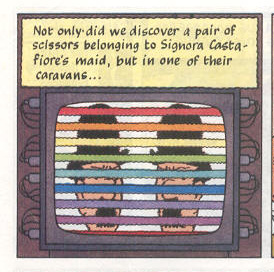 Not only did we discover a pair of
scissors belonging to Signora Casta-
fiore's maid, but in one of their
caravans...